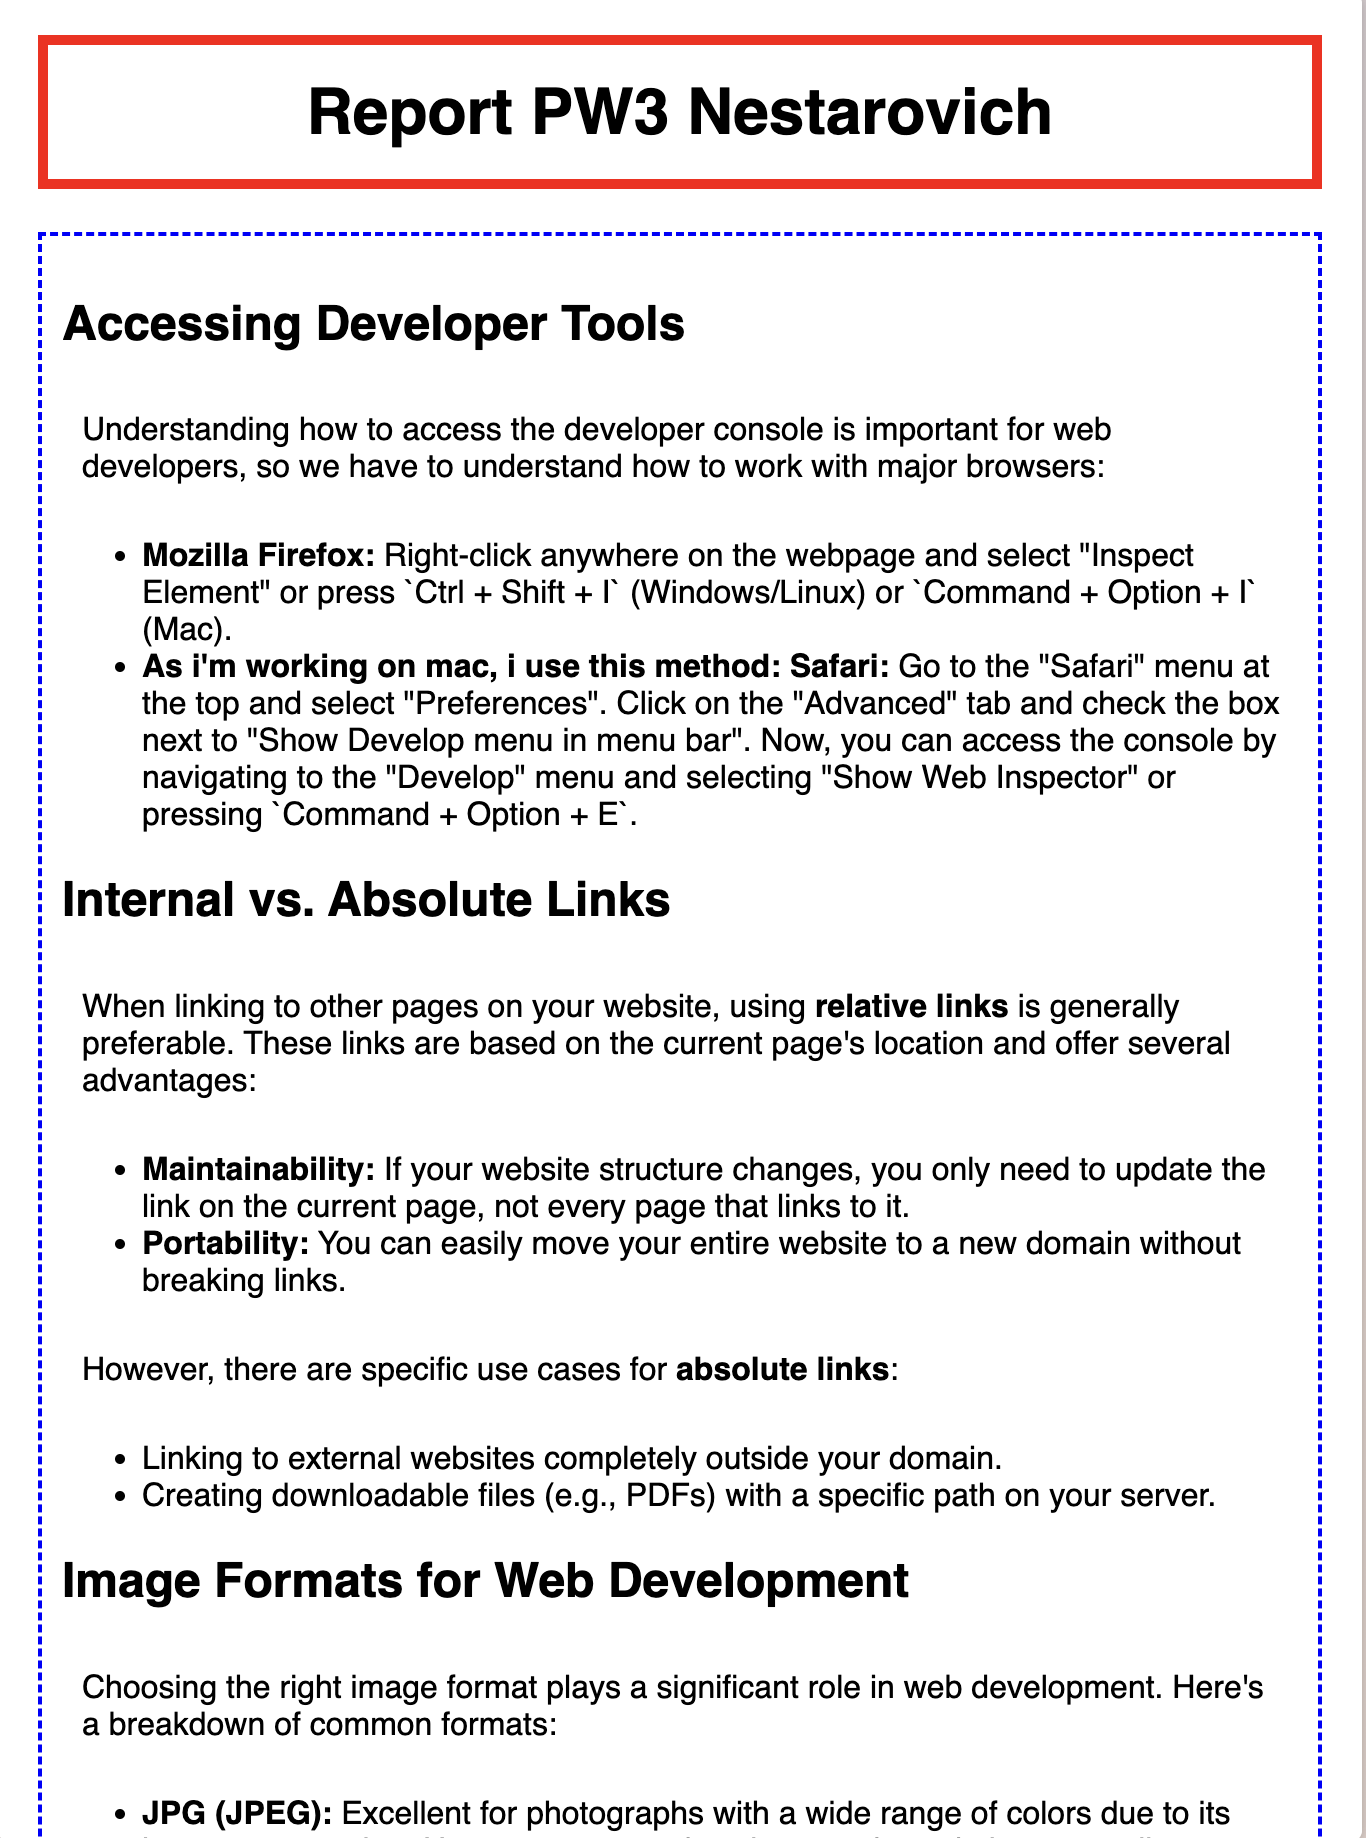 Report PW3 Nestarovich
Accessing Developer Tools
Understanding how to access the developer console is important for web
developers, so we have to understand how to work with major browsers:
• Mozilla Firefox: Right-click anywhere on the webpage and select "Inspect
Element" or press `Ctrl + Shift + I` (Windows/Linux) or `Command + Option + I`
(Mac).
• As i'm working on mac, i use this method: Safari: Go to the "Safari" menu at
the top and select "Preferences". Click on the "Advanced" tab and check the box
next to "Show Develop menu in menu bar". Now, you can access the console by
navigating to the "Develop" menu and selecting "Show Web Inspector" or
pressing `Command + Option + E`.
Internal vs. Absolute Links
When linking to other pages on your website, using relative links is generally
preferable. These links are based on the current page's location and offer several
advantages:
• Maintainability: If your website structure changes, you only need to update the
link on the current page, not every page that links to it.
• Portability: You can easily move your entire website to a new domain without
breaking links.
However, there are specific use cases for absolute links:
• Linking to external websites completely outside your domain.
• Creating downloadable files (e.g., PDFs) with a specific path on your server.
Image Formats for Web Development
Choosing the right image format plays a significant role in web development. Here's
a breakdown of common formats:
• JPG (JPEG): Excellent for photographs with a wide range of colors due to its